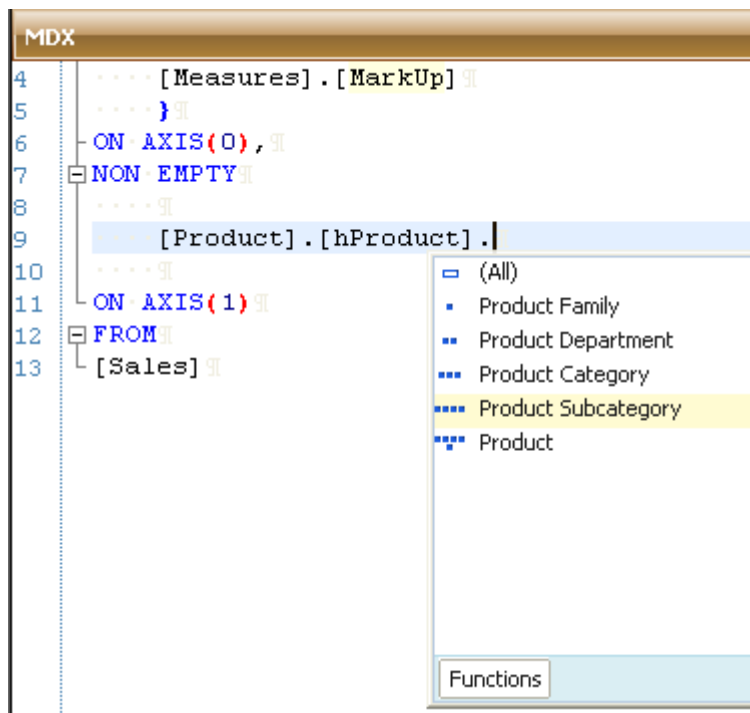 MDX
4 [Measures].[MarkUp]¶
5 }¶
6 ON AXIS(0),¶
7 NON EMPTY¶
8 ¶
9 [Product].[hProduct].
10 ¶
11 ON AXIS(1)¶
12 FROM¶
13 [Sales]¶
(All)
Product Family
Product Department
Product Category
Product Subcategory
Product
Functions